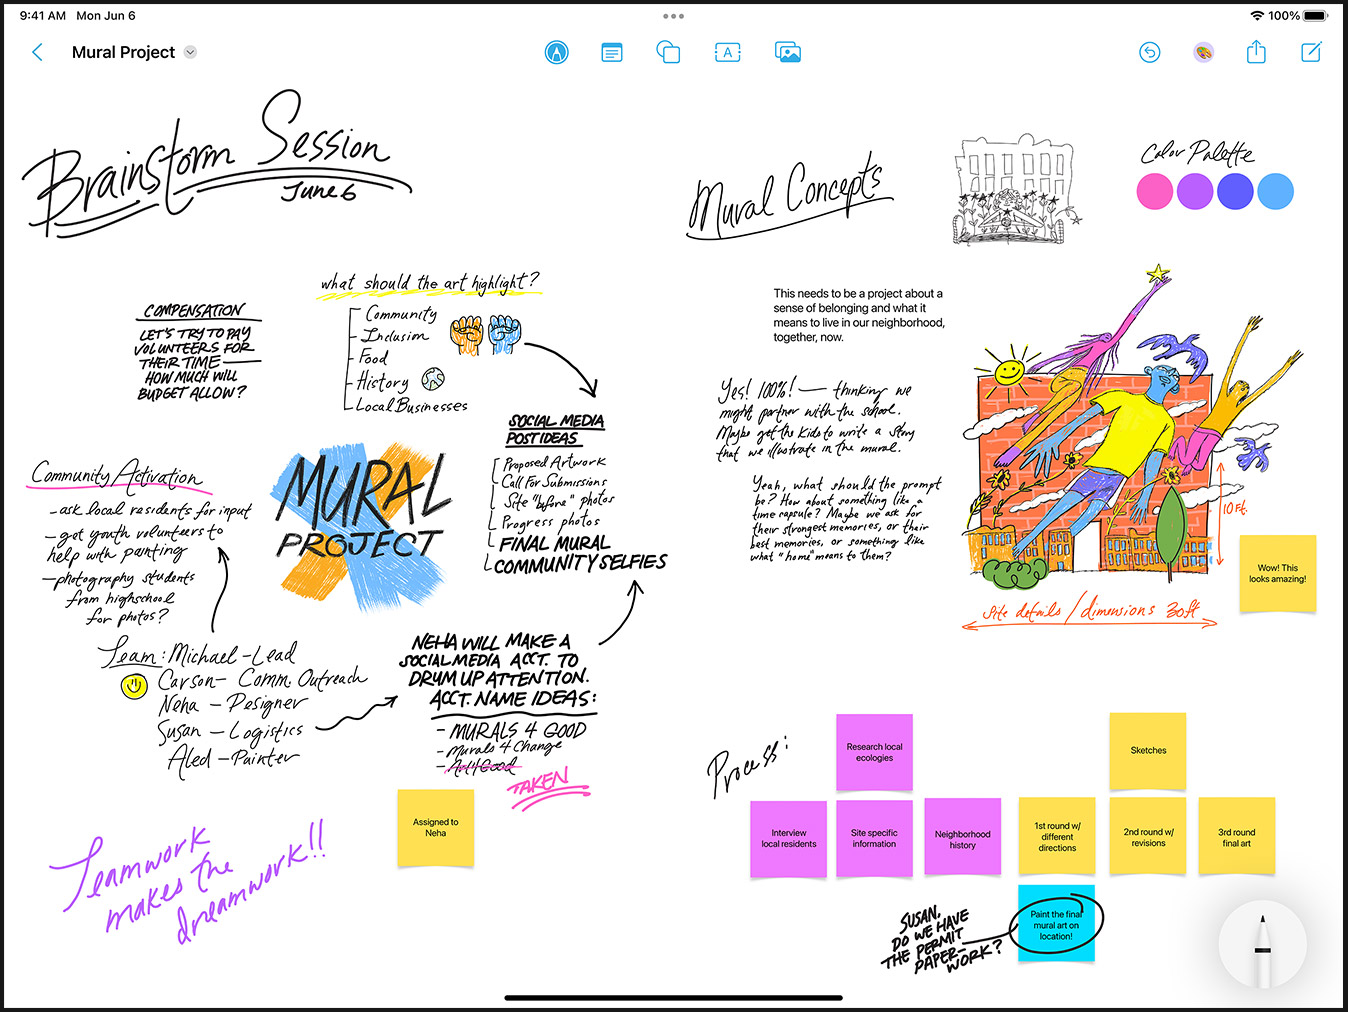 9:41 AM Mon Jun 6
100%
Mural Project
A
Brainstorm Session
June 6
COMPENSATION
LET'S TRY TO PAY
VOLUNTEERS FOR
THEIR TIME —
HOW MUCH WILL
BUDGET ALLOW?
what should the art highlight?
Community
- Inclusion
- Food
- History
Local Businesses
SOCIAL MEDIA
POST IDEAS
Proposed Artwork
Call For Submissions
Site "before" photos
Progress photos
FINAL MURAL
COMMUNITY SELFIES
Community Activation
- ask local residents for input
- got youth volunteers to
help with painting
- photography students
from highschool
for photos?
MURAL
PROJECT
Team: Michael - Lead
Carson - Comm. Outreach
Neha - Designer
Susan - Logistics
Aled - Painter
NEHA WILL MAKE A
SOCIAL MEDIA ACCT. TO
DRUM UP ATTENTION.
ACCT. NAME IDEAS:
- MURALS 4 GOOD
- Murals 4 Change
- Art 4 Good
TAKEN
Assigned to
Neha
Teamwork
makes the
dreamwork!!
Mural Concepts
Color Palette
This needs to be a project about a
sense of belonging and what it
means to live in our neighborhood,
together, now.
Yes! 100%! — thinking we
might partner with the school.
Maybe get the kids to write a story
that we illustrate in the mural.
Yeah, what should the prompt
be? How about something like a
time capsule? Maybe we ask for
their strongest memories, or their
best memories, or something like
what "home" means to them?
10 Ft.
Site details / dimensions 30ft
Wow! This
looks amazing!
Process:
Research local
ecologies
Sketches
Interview
local residents
Site specific
information
Neighborhood
history
1st round w/
different
directions
2nd round w/
revisions
3rd round
final art
Paint the final
mural art on
location!
SUSAN,
DO WE HAVE
THE PERMIT
PAPER-
WORK?